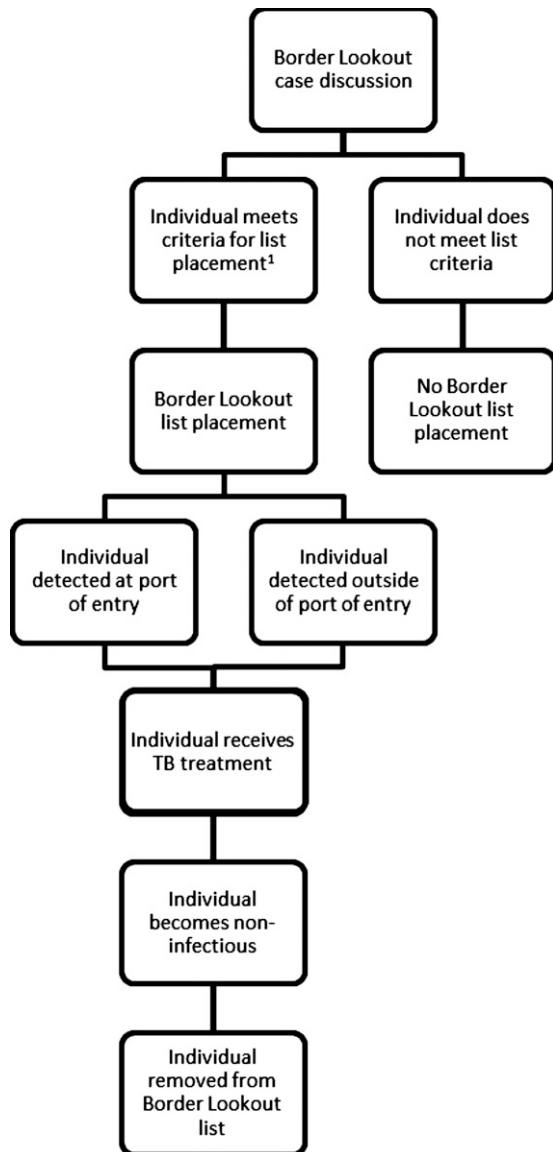 Border Lookout
case discussion
Individual meets
criteria for list
placement¹
Individual does
not meet list
criteria
Border Lookout
list placement
No Border
Lookout list
placement
Individual
detected at port
of entry
Individual
detected outside
of port of entry
Individual receives
TB treatment
Individual
becomes non-
infectious
Individual
removed from
Border Lookout
list